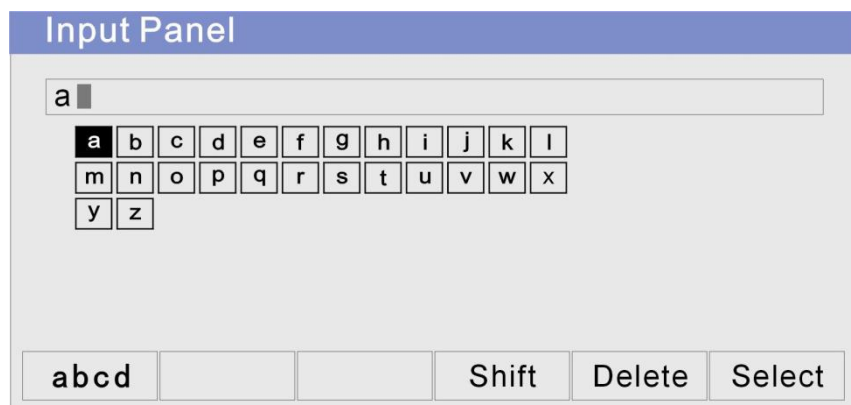 Input Panel
a
a b c d e f g h i j k l
m n o p q r s t u v w x
y z
abcd Shift Delete Select